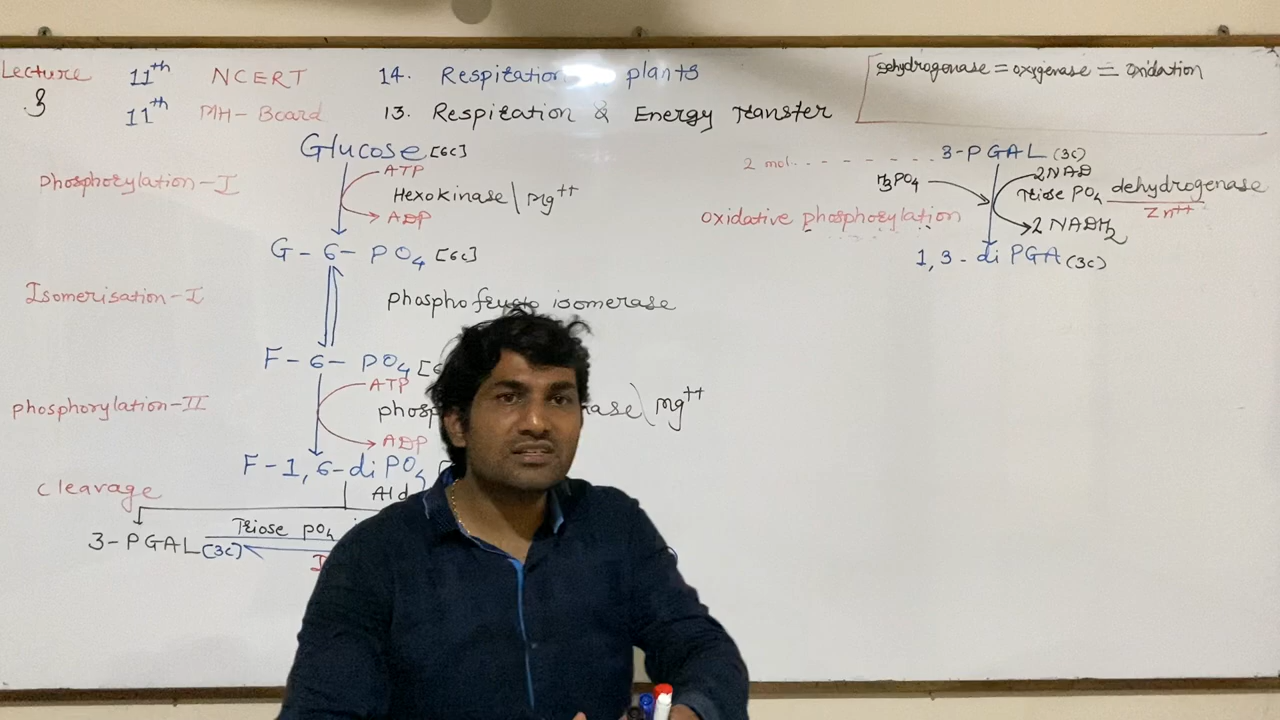 Lecture 11th NCERT 14. Respiration plants
3 11th MH-Board 13. Respiration & Energy Transfer
Glucose [6C]
Phosphorylation-I
ATP
Hexokinase\ Mg++
ADP
G-6-PO4 [6C]
Isomerisation-I
phosphofructo isomerase
F-6-PO4
ATP
phosphorylation-II
Mg++
ADP
F-1,6-di PO4
Cleavage
3-PGAL [3C] Triose PO4
Dehydrogenase = oxygenase = oxidation
2 mol. 3-PGAL (3C)
H3PO4
2NAD
Triose PO4 dehydrogenase
Zn++
oxidative phosphorylation
2 NADH2
1,3-di PGA (3C)